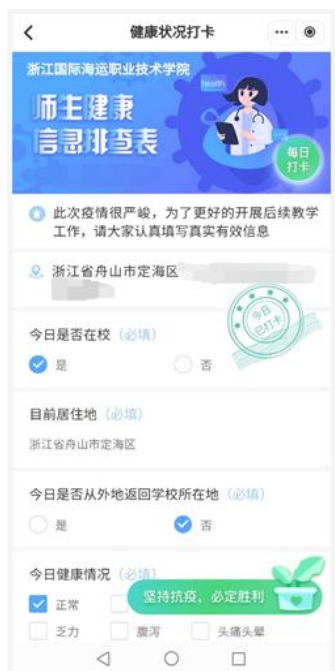 健康状况打卡
浙江国际海运职业技术学院
health
师生健康
信息排查表
每日
打卡
此次疫情很严峻，为了更好的开展后续教学
工作，请大家认真填写真实有效信息
浙江省舟山市定海区
今日
已打卡
今日是否在校（必填）
是
否
目前居住地（必填）
浙江省舟山市定海区
今日是否从外地返回学校所在地（必填）
是
否
今日健康情况（必填）
正常
坚持抗疫，必定胜利
乏力
腹泻
头痛头晕